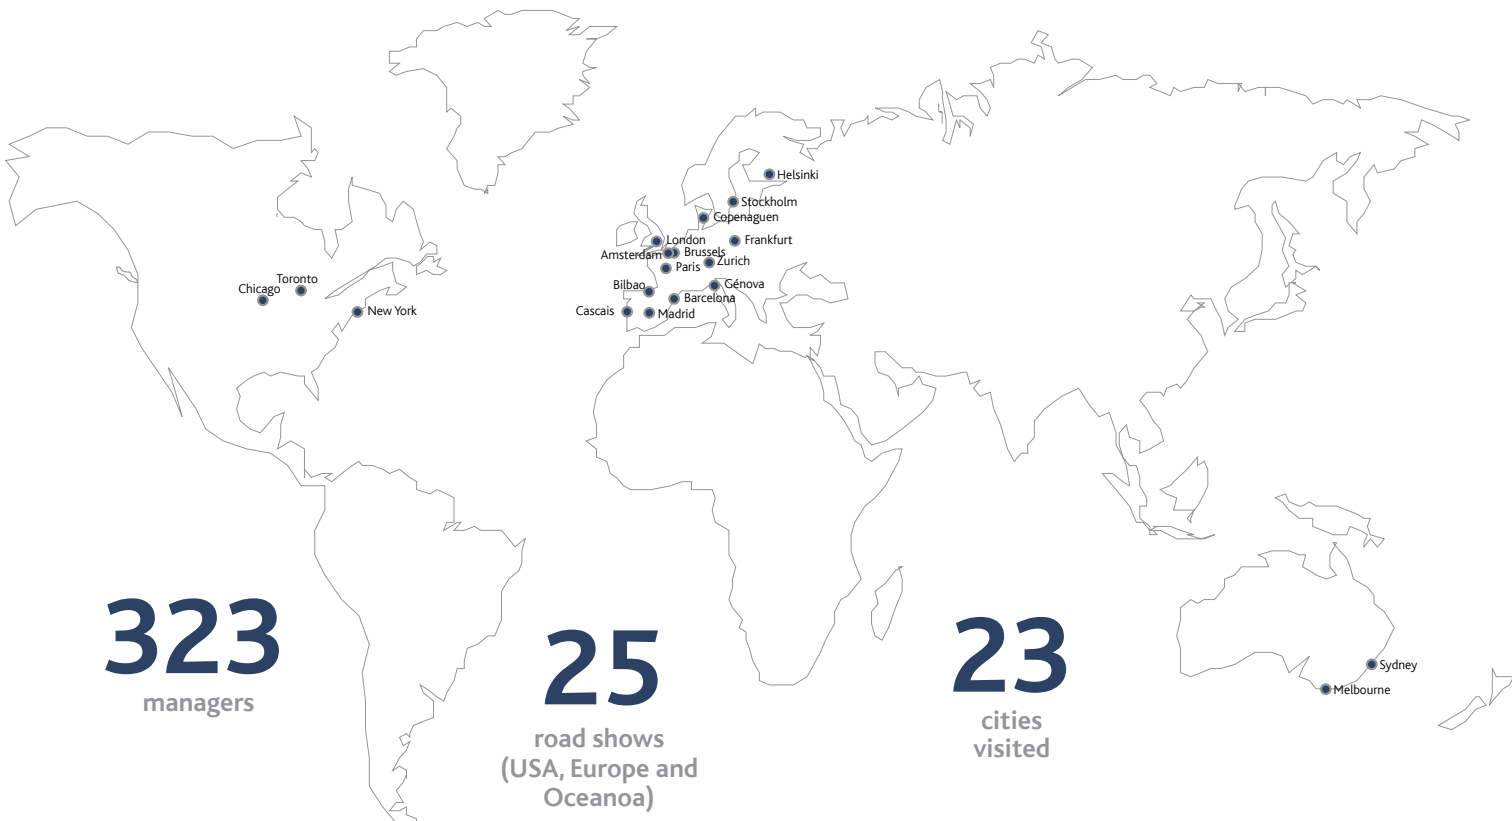 Helsinki
Stockholm
Copenaguen
London
Frankfurt
Amsterdam
Brussels
Zurich
Paris
Bilbao
Génova
Barcelona
Cascais
Madrid
Toronto
Chicago
New York
323
managers
25
road shows
(USA, Europe and
Oceanoa)
23
cities
visited
Sydney
Melbourne